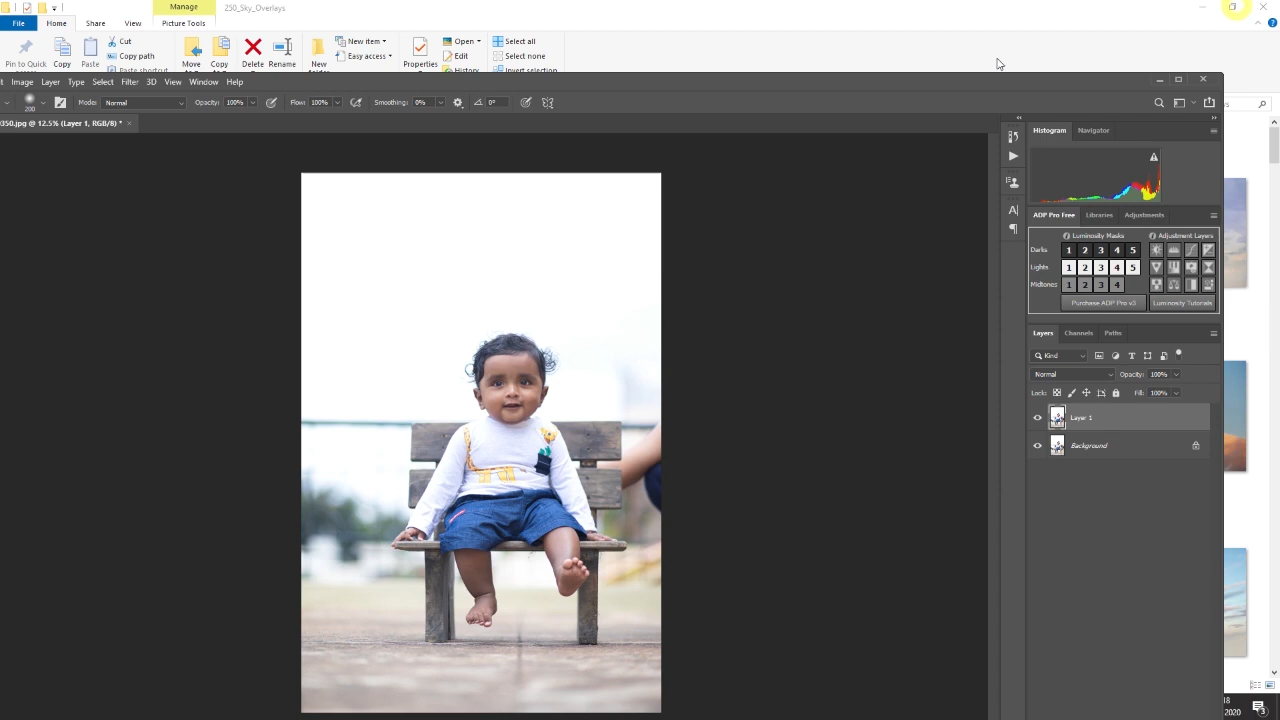 Manage
250_Sky_Overlays
File Home Share View Picture Tools
Pin to Quick Copy Paste
Cut
Copy path
Paste shortcut
Move Copy Delete Rename New
New item
Easy access
Properties
Open
Edit
History
Select all
Select none
Invert selection
Image Layer Type Select Filter 3D View Window Help
200 Mode: Normal Opacity: 100% Flow: 100% Smoothing: 0% 0°
350.jpg @ 12.5% (Layer 1, RGB/8) * ×
Histogram Navigator
ADP Pro Free Libraries Adjustments
Luminosity Masks Adjustment Layers
Darks 1 2 3 4 5
Lights 1 2 3 4 5
Midtones 1 2 3 4
Purchase ADP Pro v3 Luminosity Tutorials
Layers Channels Paths
Kind
Normal Opacity: 100%
Lock: Fill: 100%
Layer 1
Background
18
2020
3